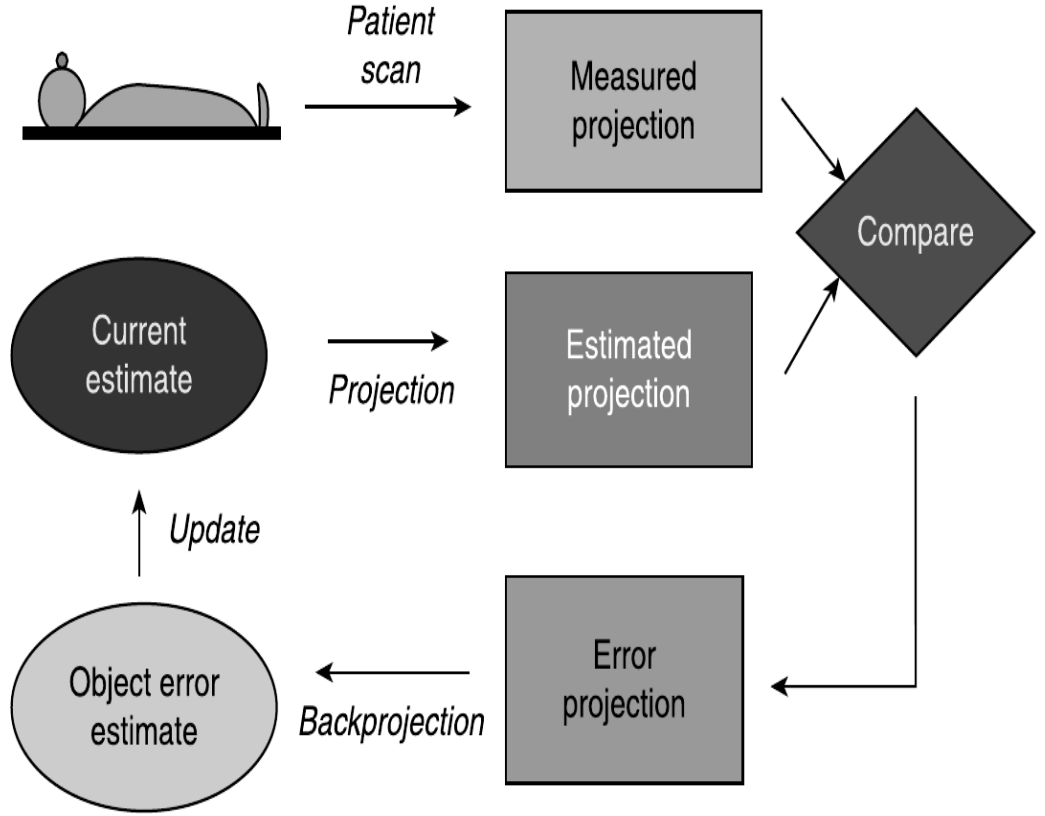 Patient
scan
Measured
projection
Compare
Current
estimate
Projection
Estimated
projection
Update
Object error
estimate
Backprojection
Error
projection